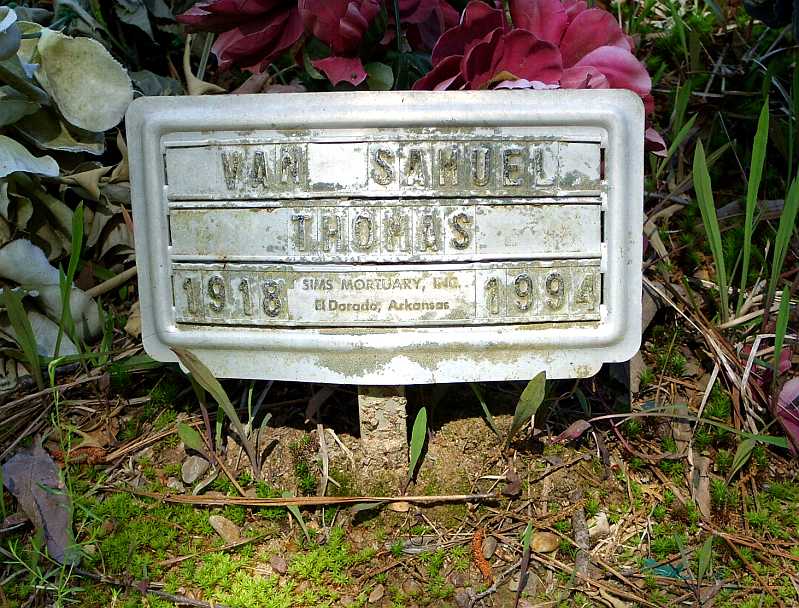 VAN SAMUEL
THOMAS
1918 SIMS MORTUARY, INC. 1994
El Dorado, Arkansas